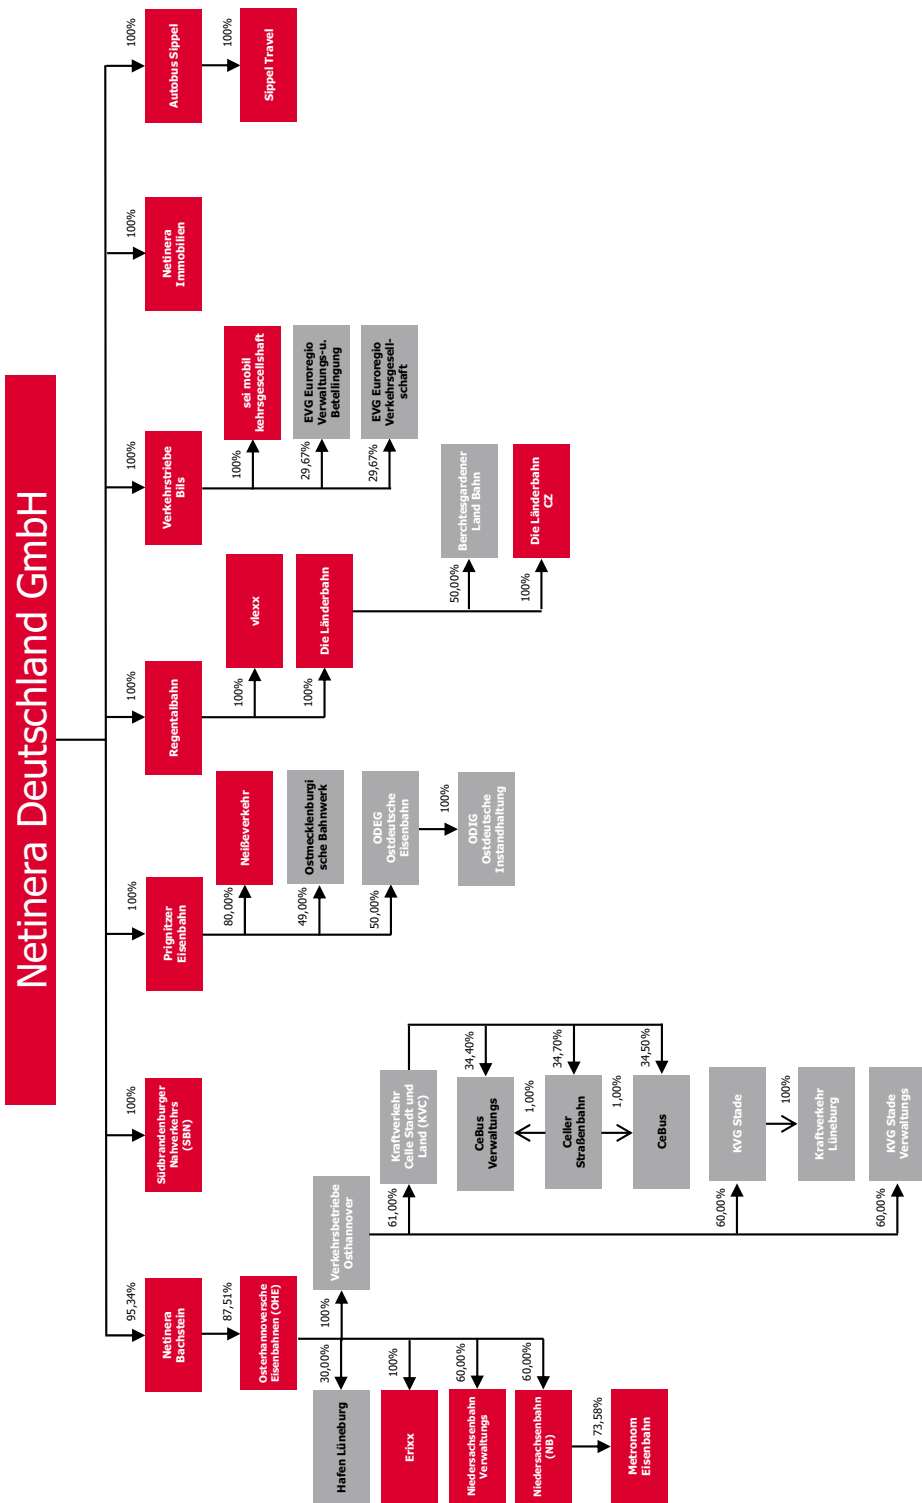 Netinera Deutschland GmbH
95,34%
Netinera
Bachstein
87,51%
Osterhannoversche
Eisenbahnen (OHE)
30,00%
Hafen Lüneburg
100%
Verkehrsbetriebe
Osthannover
100%
Erixx
60,00%
Niedersachsenbahn
Verwaltungs
60,00%
Niedersachsenbahn
(NB)
73,58%
Metronom
Eisenbahn
61,00%
Kraftverkehr
Celle Stadt und
Land (KVC)
34,40%
CeBus
Verwaltungs
1,00%
34,70%
Celler
Straßenbahn
1,00%
34,50%
CeBus
60,00%
KVG Stade
100%
Kraftverkehr
Lüneburg
60,00%
KVG Stade
Verwaltungs
100%
Südbrandenburger
Nahverkehrs
(SBN)
100%
Prignitzer
Eisenbahn
80,00%
Neißeverkehr
49,00%
Ostmecklenburgi
sche Bahnwerk
50,00%
ODEG
Ostdeutsche
Eisenbahn
100%
ODIG
Ostdeutsche
Instandhaltung
100%
Regentalbahn
100%
vlexx
100%
Die Länderbahn
50,00%
Berchtesgardener
Land Bahn
100%
Die Länderbahn
CZ
100%
Verkehrstriebe
Bils
100%
sei mobil
kehrsgescellshaft
29,67%
EVG Euroregio
Verwaltungs-u.
Betellingung
29,67%
EVG Euroregio
Verkehrsgesell-
schaft
100%
Netinera
Immobilien
100%
Autobus Sippel
100%
Sippel Travel